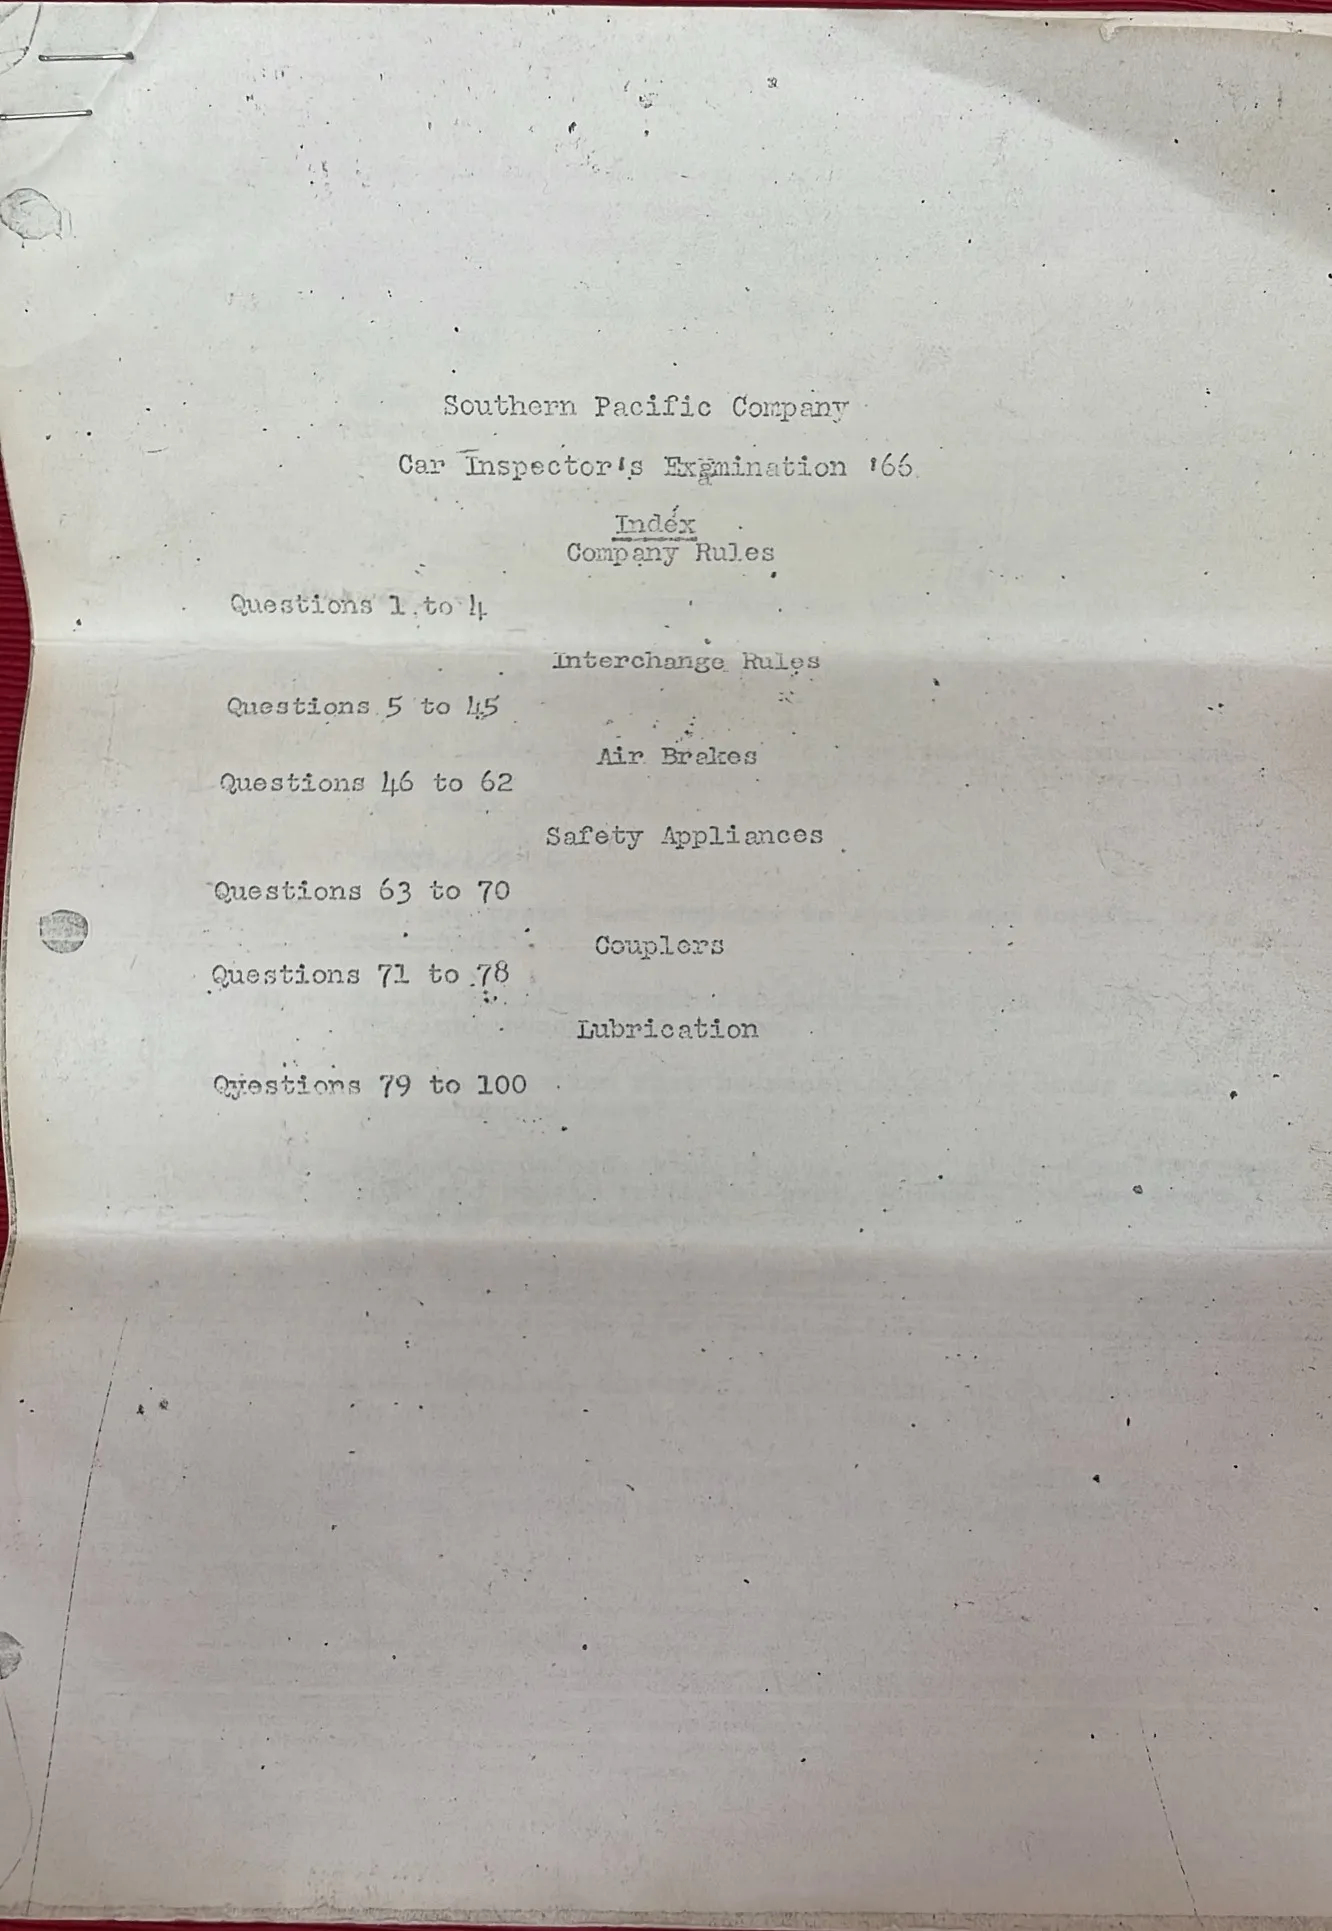 Southern Pacific Company
Car Inspector's Examination '66
Index
Company Rules
Questions 1 to 4
Interchange Rules
Questions 5 to 45
Air Brakes
Questions 46 to 62
Safety Appliances
Questions 63 to 70
Couplers
Questions 71 to 78
Lubrication
Questions 79 to 100